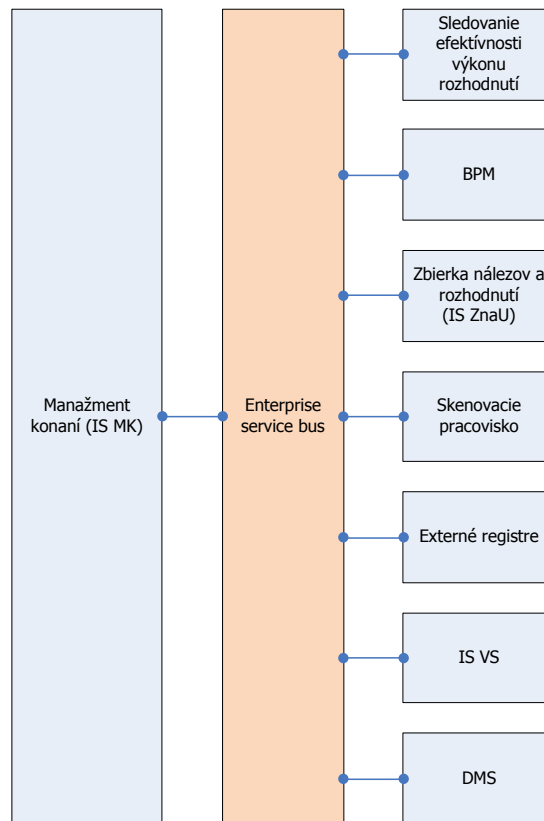 Manažment
konaní (IS MK)
Enterprise
service bus
Sledovanie
efektívnosti
výkonu
rozhodnutí
BPM
Zbierka nálezov a
rozhodnutí
(IS ZnaU)
Skenovacie
pracovisko
Externé registre
IS VS
DMS